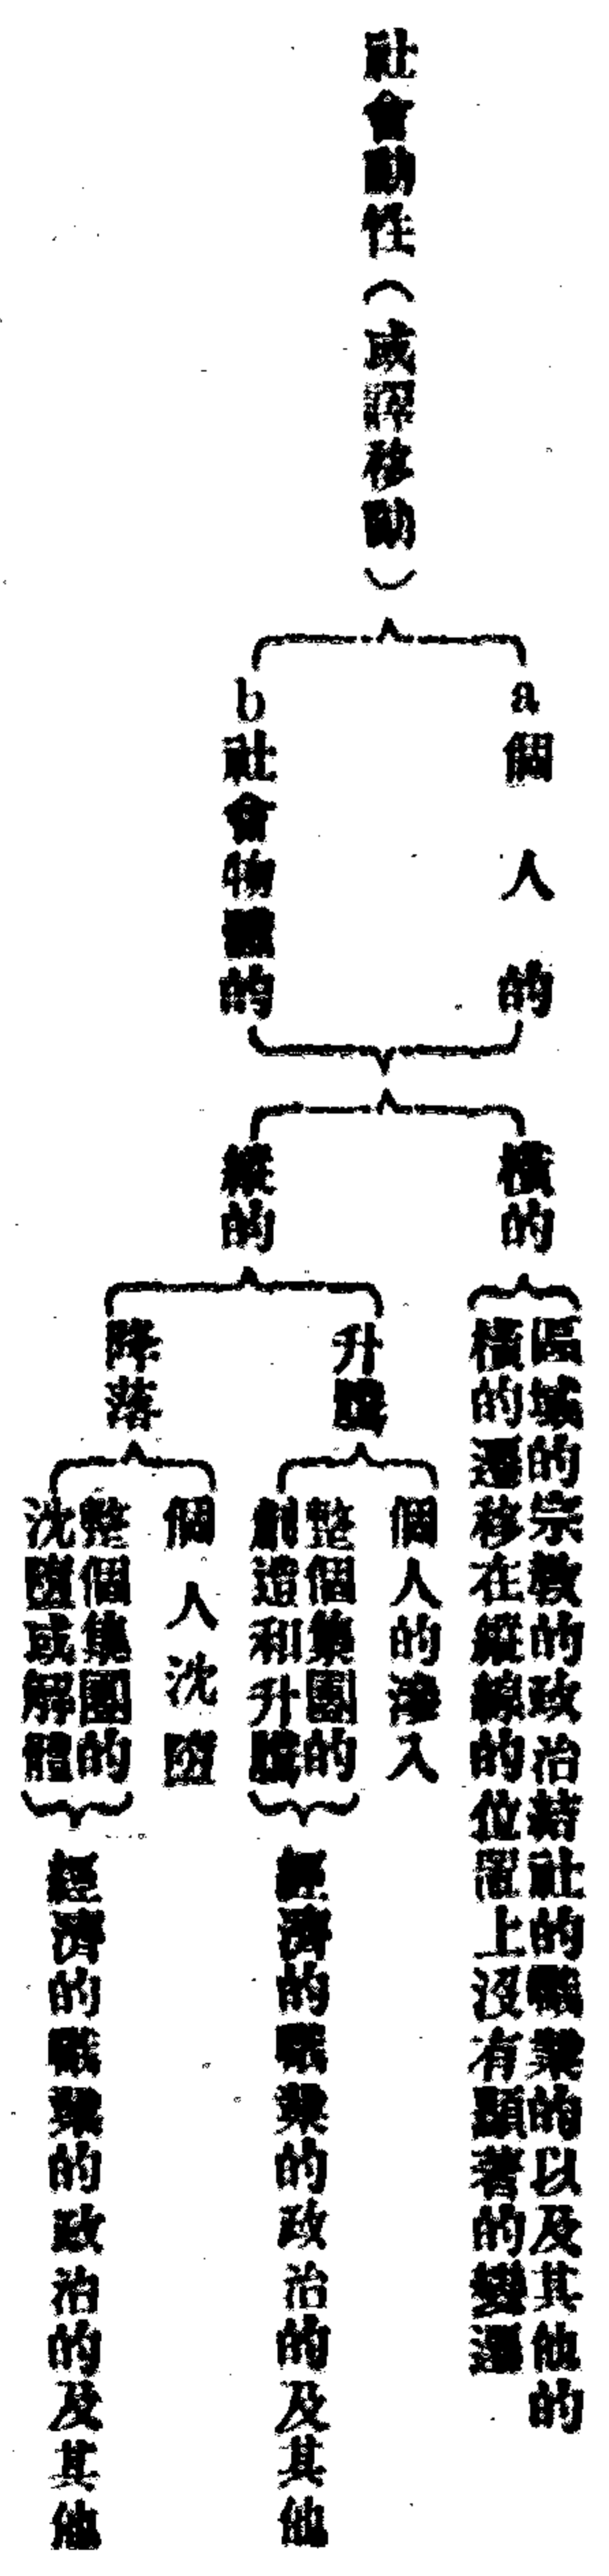 社會動性（或譯移動）
a個人的
b社會物體的
橫的
縱的
區域的宗教的政治結社的職業的以及其他的
橫的遷移在縱線的位置上沒有顯著的變遷
升騰
降落
個人的滲入
整個集團的
創造和升騰
個人沈墮
整個集團的
沈墮或解體
經濟的職業的政治的及其他
經濟的職業的政治的及其他